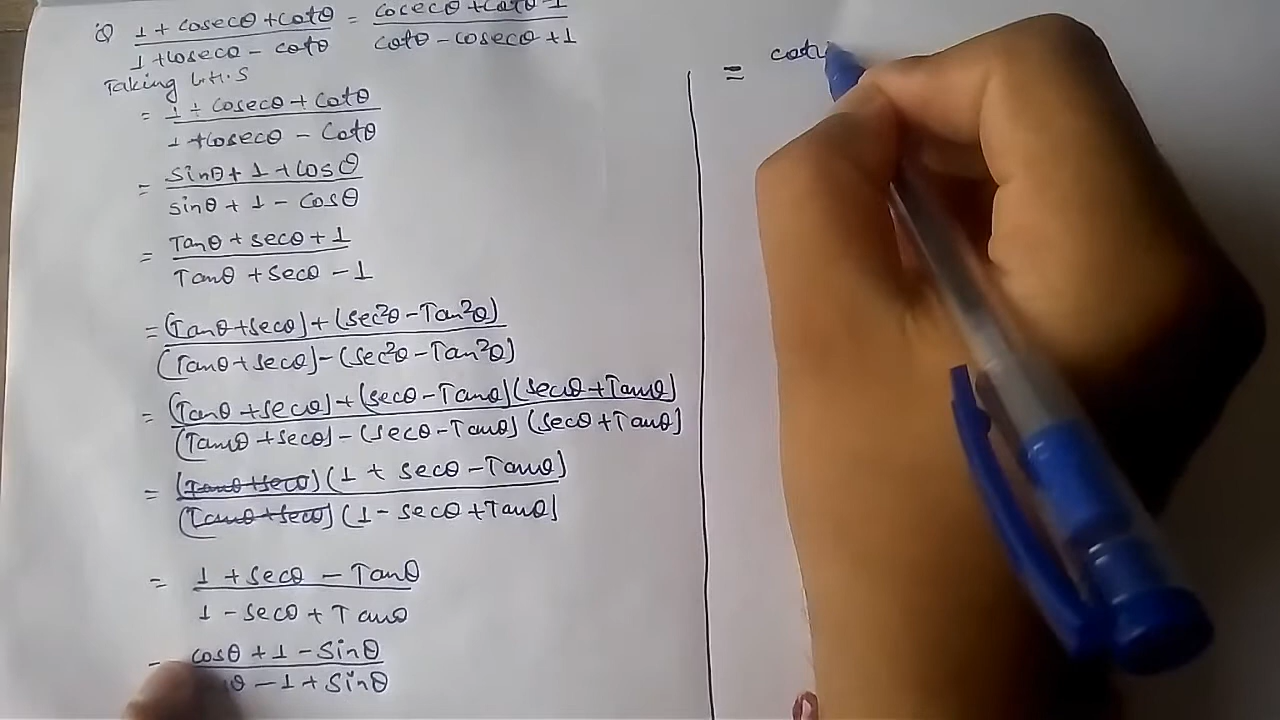 Q 1 + cosecθ + cotθ / 1 + cosecθ - cotθ = cosecθ + cotθ - 1 / cotθ - cosecθ + 1
Taking L.H.S
= 1 + cosecθ + cotθ / 1 + cosecθ - cotθ
= sinθ + 1 + cosθ / sinθ + 1 - cosθ
= Tanθ + secθ + 1 / Tanθ + secθ - 1
= (Tanθ + secθ) + (sec²θ - Tan²θ) / (Tanθ + secθ) - (sec²θ - Tan²θ)
= (Tanθ + secθ) + (secθ - Tanθ)(secθ + Tanθ) / (Tanθ + secθ) - (secθ - Tanθ)(secθ + Tanθ)
= (Tanθ + secθ)(1 + secθ - Tanθ) / (Tanθ + secθ)(1 - secθ + Tanθ)
= 1 + secθ - Tanθ / 1 - secθ + Tanθ
= cosθ + 1 - sinθ / θ - 1 + sinθ
= cot